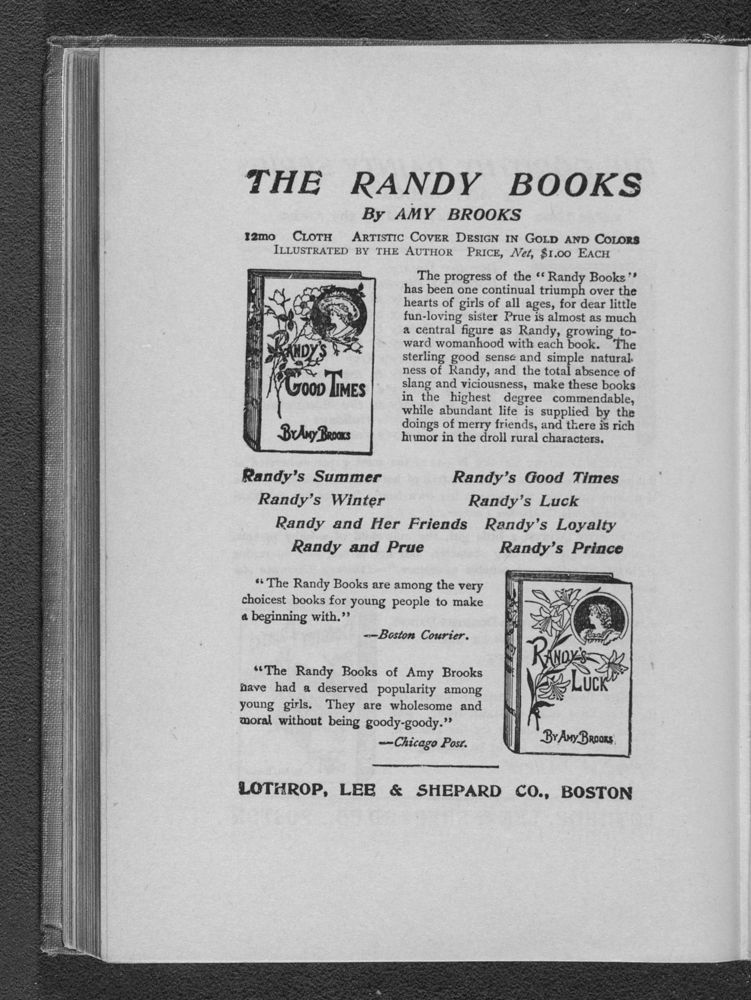 THE RANDY BOOKS
By AMY BROOKS
12mo CLOTH ARTISTIC COVER DESIGN IN GOLD AND COLORS
ILLUSTRATED BY THE AUTHOR PRICE, Net, $1.00 EACH
RANDY'S
GOOD TIMES
BY AMY BROOKS
The progress of the “Randy Books”
has been one continual triumph over the
hearts of girls of all ages, for dear little
fun-loving sister Prue is almost as much
a central figure as Randy, growing to-
ward womanhood with each book. The
sterling good sense and simple natural-
ness of Randy, and the total absence of
slang and viciousness, make these books
in the highest degree commendable,
while abundant life is supplied by the
doings of merry friends, and there is rich
humor in the droll rural characters.
Randy's Summer Randy's Good Times
Randy's Winter Randy's Luck
Randy and Her Friends Randy's Loyalty
Randy and Prue Randy's Prince
“The Randy Books are among the very
choicest books for young people to make
a beginning with.”
—Boston Courier.
“The Randy Books of Amy Brooks
have had a deserved popularity among
young girls. They are wholesome and
moral without being goody-goody.”
—Chicago Post.
RANDY'S
LUCK
BY AMY BROOKS
LOTHROP, LEE & SHEPARD CO., BOSTON